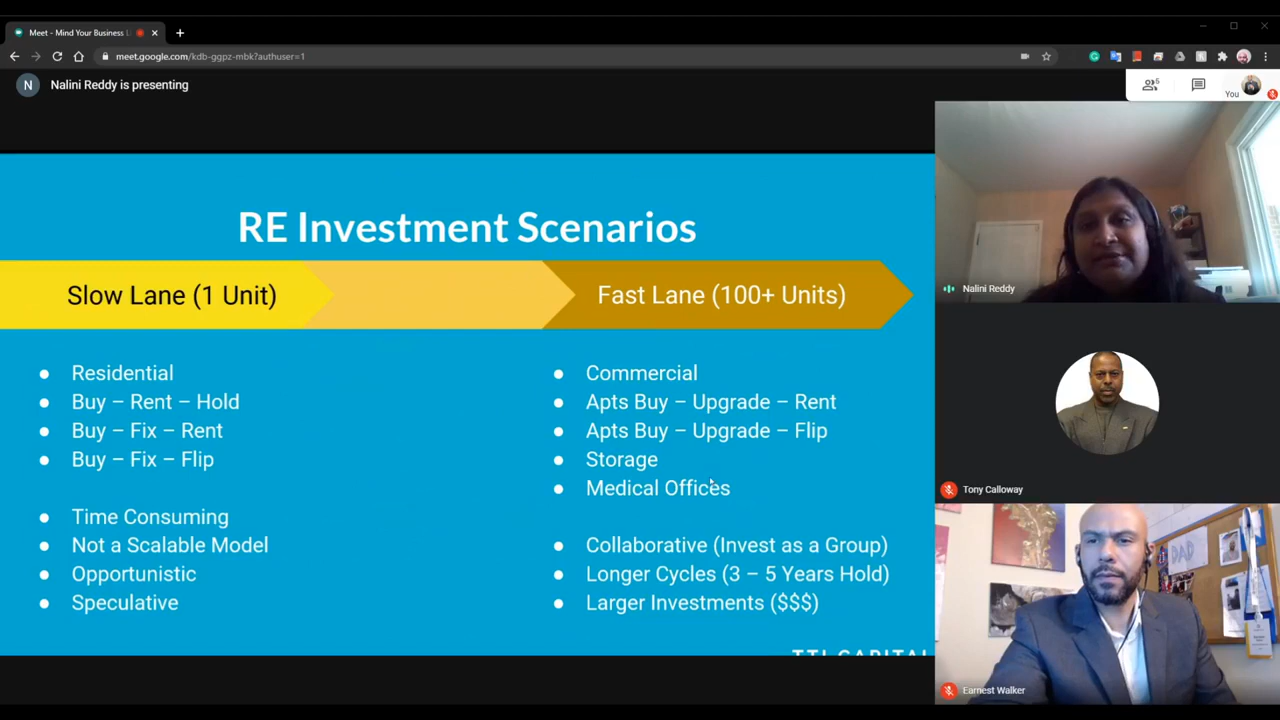 Meet - Mind Your Business L
meet.google.com/kdb-ggpz-mbk?authuser=1
N
Nalini Reddy is presenting
5
You
RE Investment Scenarios
Slow Lane (1 Unit)
Fast Lane (100+ Units)
• Residential
• Buy – Rent – Hold
• Buy – Fix – Rent
• Buy – Fix – Flip
• Time Consuming
• Not a Scalable Model
• Opportunistic
• Speculative
• Commercial
• Apts Buy – Upgrade – Rent
• Apts Buy – Upgrade – Flip
• Storage
• Medical Offices
• Collaborative (Invest as a Group)
• Longer Cycles (3 – 5 Years Hold)
• Larger Investments ($$$)
Nalini Reddy
Tony Calloway
DAD
Earnest Walker